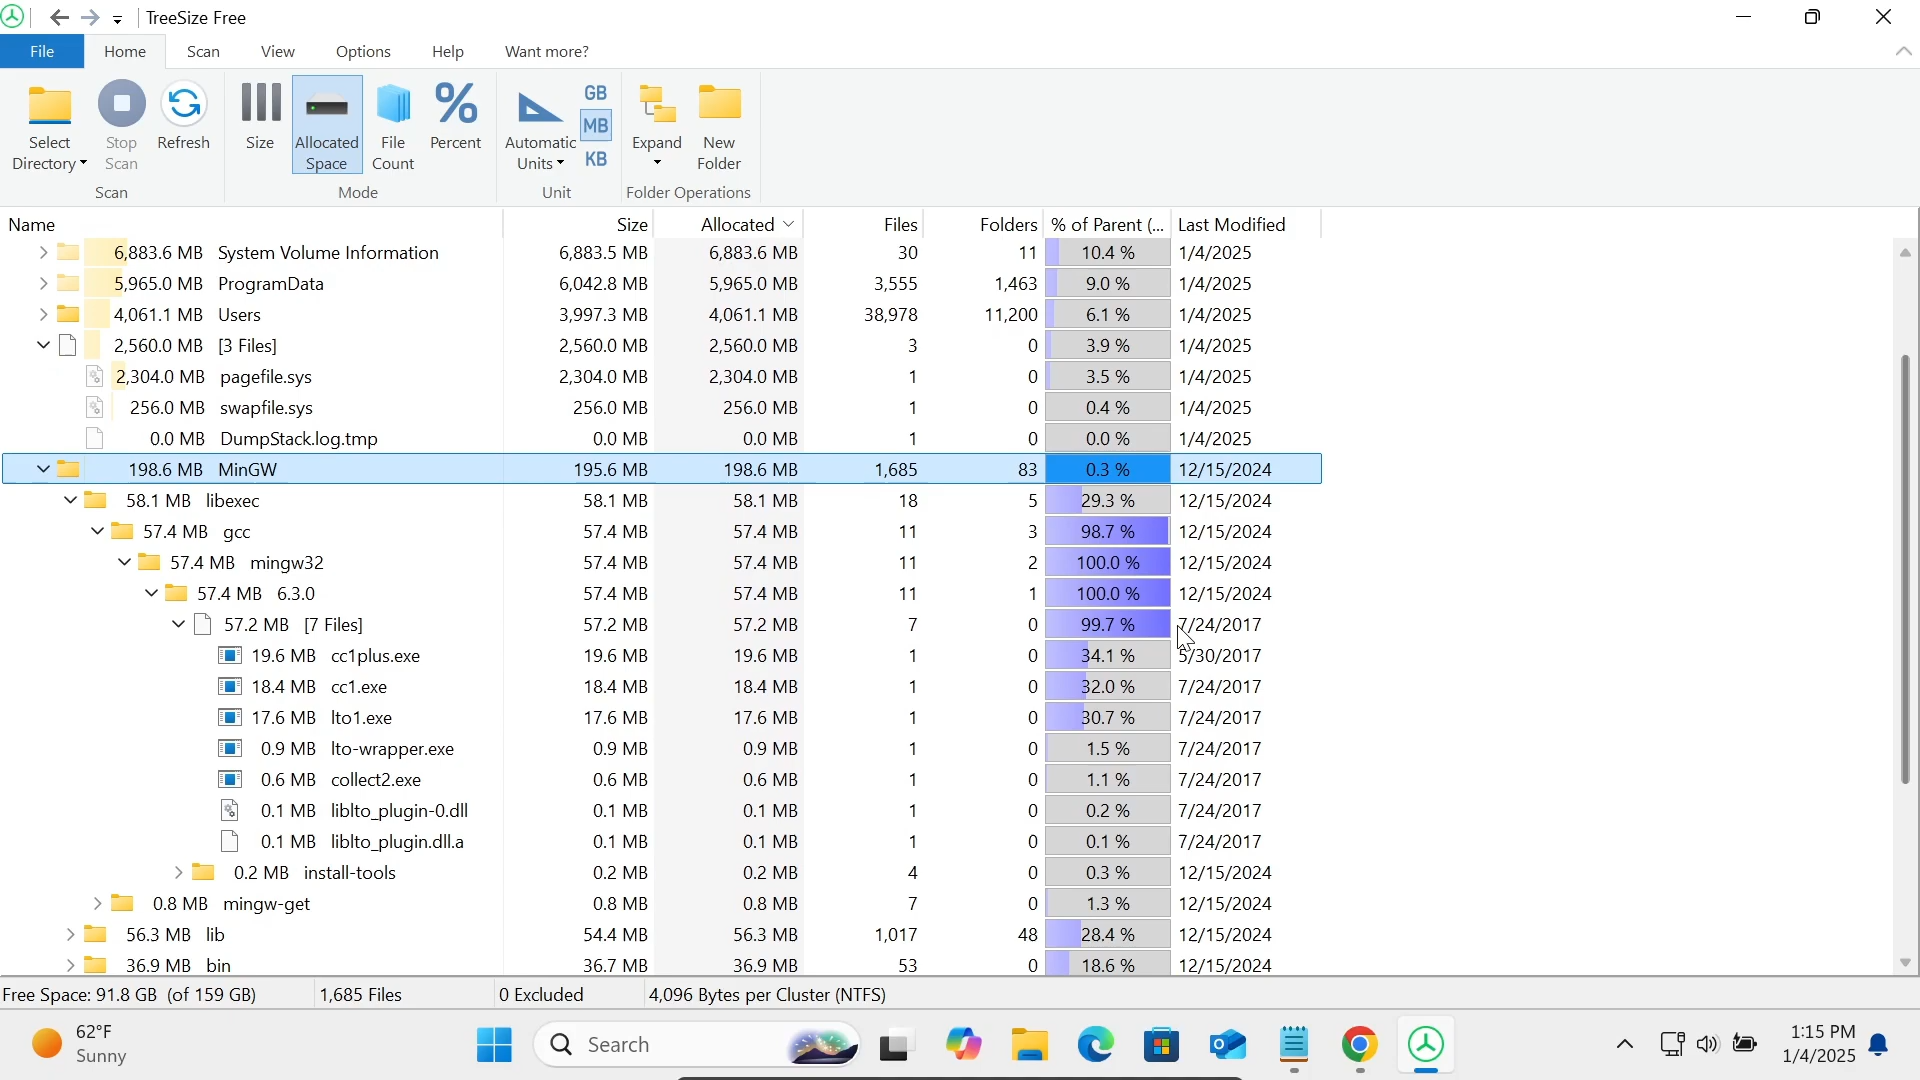 TreeSize Free
File Home Scan View Options Help Want more?
Select Directory Stop Scan Refresh Size Allocated Space File Count Percent Automatic Units GB MB KB Expand New Folder
Scan Mode Unit Folder Operations
Name Size Allocated Files Folders % of Parent (... Last Modified
6,883.6 MB System Volume Information 6,883.5 MB 6,883.6 MB 30 11 10.4 % 1/4/2025
5,965.0 MB ProgramData 6,042.8 MB 5,965.0 MB 3,555 1,463 9.0 % 1/4/2025
4,061.1 MB Users 3,997.3 MB 4,061.1 MB 38,978 11,200 6.1 % 1/4/2025
2,560.0 MB [3 Files] 2,560.0 MB 2,560.0 MB 3 0 3.9 % 1/4/2025
2,304.0 MB pagefile.sys 2,304.0 MB 2,304.0 MB 1 0 3.5 % 1/4/2025
256.0 MB swapfile.sys 256.0 MB 256.0 MB 1 0 0.4 % 1/4/2025
0.0 MB DumpStack.log.tmp 0.0 MB 0.0 MB 1 0 0.0 % 1/4/2025
198.6 MB MinGW 195.6 MB 198.6 MB 1,685 83 0.3 % 12/15/2024
58.1 MB libexec 58.1 MB 58.1 MB 18 5 29.3 % 12/15/2024
57.4 MB gcc 57.4 MB 57.4 MB 11 3 98.7 % 12/15/2024
57.4 MB mingw32 57.4 MB 57.4 MB 11 2 100.0 % 12/15/2024
57.4 MB 6.3.0 57.4 MB 57.4 MB 11 1 100.0 % 12/15/2024
57.2 MB [7 Files] 57.2 MB 57.2 MB 7 0 99.7 % 7/24/2017
19.6 MB cc1plus.exe 19.6 MB 19.6 MB 1 0 34.1 % 5/30/2017
18.4 MB cc1.exe 18.4 MB 18.4 MB 1 0 32.0 % 7/24/2017
17.6 MB lto1.exe 17.6 MB 17.6 MB 1 0 30.7 % 7/24/2017
0.9 MB lto-wrapper.exe 0.9 MB 0.9 MB 1 0 1.5 % 7/24/2017
0.6 MB collect2.exe 0.6 MB 0.6 MB 1 0 1.1 % 7/24/2017
0.1 MB liblto_plugin-0.dll 0.1 MB 0.1 MB 1 0 0.2 % 7/24/2017
0.1 MB liblto_plugin.dll.a 0.1 MB 0.1 MB 1 0 0.1 % 7/24/2017
0.2 MB install-tools 0.2 MB 0.2 MB 4 0 0.3 % 12/15/2024
0.8 MB mingw-get 0.8 MB 0.8 MB 7 0 1.3 % 12/15/2024
56.3 MB lib 54.4 MB 56.3 MB 1,017 48 28.4 % 12/15/2024
36.9 MB bin 36.7 MB 36.9 MB 53 0 18.6 % 12/15/2024
Free Space: 91.8 GB (of 159 GB) 1,685 Files 0 Excluded 4,096 Bytes per Cluster (NTFS)
62°F
Sunny
Search
1:15 PM
1/4/2025